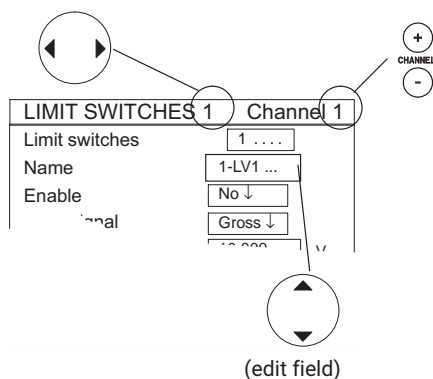 +
CHANNEL
-
LIMIT SWITCHES 1 Channel 1
Limit switches 1 ....
Name 1-LV1 ...
Enable No ↓
Gross ↓
(edit field)